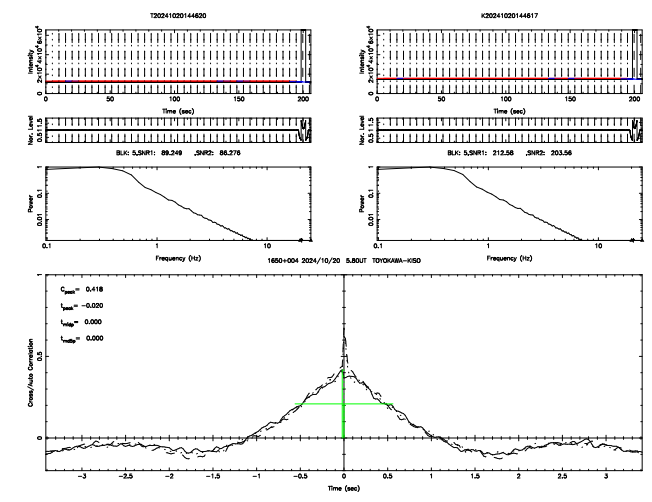 T20241020144620
K20241020144617
Intensity
0 2×10⁴ 4×10⁴ 6×10⁴
0 50 100 150 200
Time (sec)
Intensity
0 2×10⁴ 4×10⁴ 6×10⁴
0 50 100 150 200
Time (sec)
Nor. Level
0.5 1 1.5
Nor. Level
0.5 1 1.5
BLK: 5,SNR1: 89.249 ,SNR2: 86.276
BLK: 5,SNR1: 212.56 ,SNR2: 203.56
Power
1
0.1
0.01
0.1 1 10
Frequency (Hz)
Power
1
0.1
0.01
0.1 1 10
Frequency (Hz)
1650+004 2024/10/20 5.80UT TOYOKAWA-KISO
Cpeak= 0.418
tpeak= -0.020
tmidp= 0.000
Cross/Auto Correlation
1
0.5
0
-3 -2.5 -2 -1.5 -1 -0.5 0 0.5 1 1.5 2 2.5 3
Time (sec)